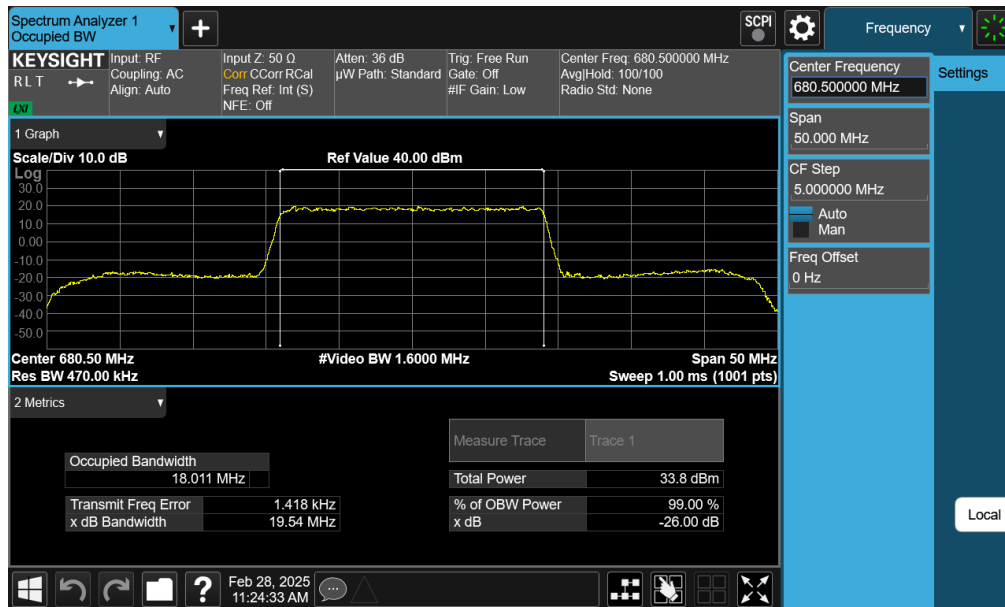 Spectrum Analyzer 1
Occupied BW
+
SCPI
Frequency
KEYSIGHT
R L T
LXI
Input: RF
Coupling: AC
Align: Auto
Input Z: 50 Ω
Corr CCorr RCal
Freq Ref: Int (S)
NFE: Off
Atten: 36 dB
µW Path: Standard
Trig: Free Run
Gate: Off
#IF Gain: Low
Center Freq: 680.500000 MHz
Avg|Hold: 100/100
Radio Std: None
Center Frequency
680.500000 MHz
Settings
Span
50.000 MHz
CF Step
5.000000 MHz
Auto
Man
Freq Offset
0 Hz
1 Graph
Scale/Div 10.0 dB
Ref Value 40.00 dBm
Log
30.0
20.0
10.0
0.00
-10.0
-20.0
-30.0
-40.0
-50.0
Center 680.50 MHz
#Video BW 1.6000 MHz
Span 50 MHz
Res BW 470.00 kHz
Sweep 1.00 ms (1001 pts)
2 Metrics
Measure Trace Trace 1
Occupied Bandwidth
18.011 MHz
Total Power 33.8 dBm
Transmit Freq Error 1.418 kHz
% of OBW Power 99.00 %
x dB Bandwidth 19.54 MHz
x dB -26.00 dB
Local
?
Feb 28, 2025
11:24:33 AM